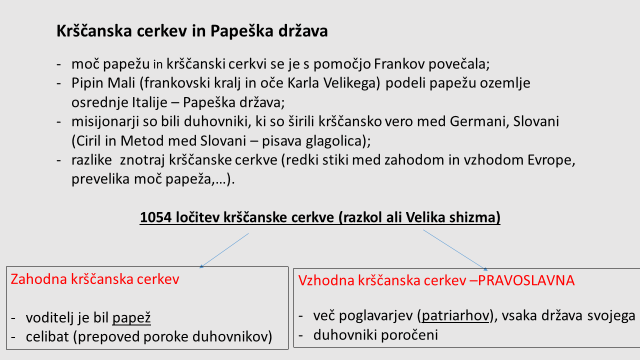 Krščanska cerkev in Papeška država
- moč papežu in krščanski cerkvi se je s pomočjo Frankov povečala;
- Pipin Mali (frankovski kralj in oče Karla Velikega) podeli papežu ozemlje
osrednje Italije – Papeška država;
- misijonarji so bili duhovniki, ki so širili krščansko vero med Germani, Slovani
(Ciril in Metod med Slovani – pisava glagolica);
- razlike znotraj krščanske cerkve (redki stiki med zahodom in vzhodom Evrope,
prevelika moč papeža,…).
1054 ločitev krščanske cerkve (razkol ali Velika shizma)
Zahodna krščanska cerkev
- voditelj je bil papež
- celibat (prepoved poroke duhovnikov)
Vzhodna krščanska cerkev –PRAVOSLAVNA
- več poglavarjev (patriarhov), vsaka država svojega
- duhovniki poročeni